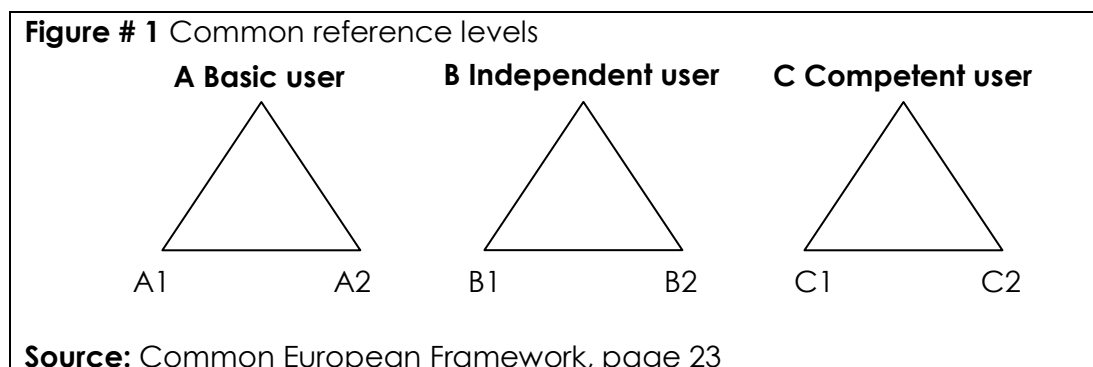 Figure # 1 Common reference levels
A Basic user B Independent user C Competent user
A1 A2 B1 B2 C1 C2
Source: Common European Framework, page 23